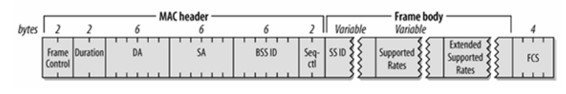 MAC header
Frame body
bytes 2 2 6 6 6 2 Variable Variable 4
Frame Control
Duration
DA
SA
BSS ID
Seq-ctl
SS ID
Supported Rates
Extended Supported Rates
FCS